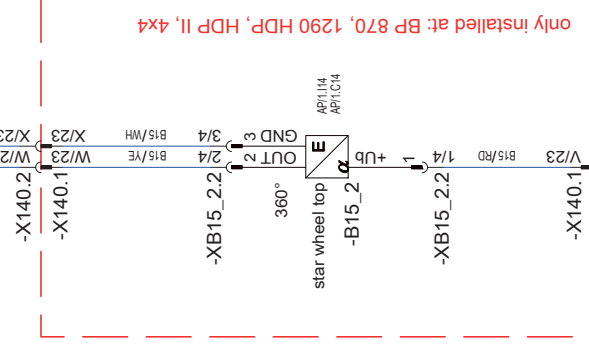 only installed at: BP 870, 1290 HDP, HDP II, 4x4
API/1.I14
API/1.C14
X/23
B15/WH
3/4
3
GND
E
W/23
B15/YE
2/4
2
OUT
α
+Ub
1
1/4
B15/RD
V/23
-X140.2
-X140.1
-XB15_2.2
360°
star wheel top
-B15_2
-XB15_2.2
-X140.1